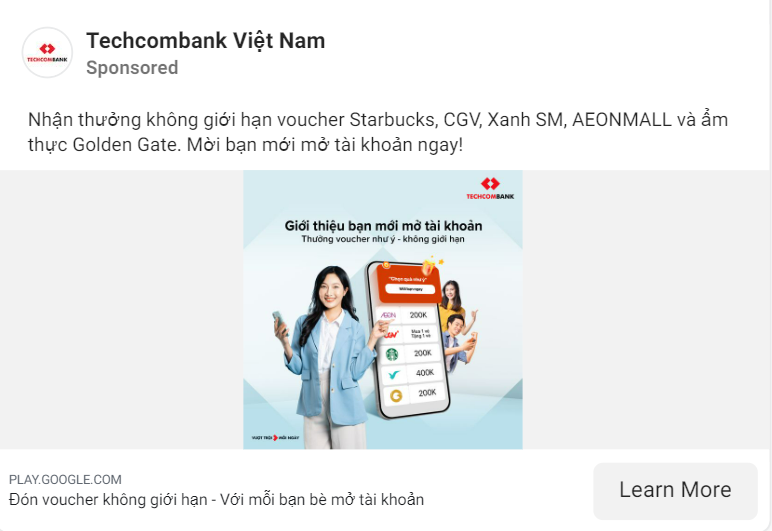 TECHCOMBANK
Techcombank Việt Nam
Sponsored
Nhận thưởng không giới hạn voucher Starbucks, CGV, Xanh SM, AEONMALL và ẩm
thực Golden Gate. Mời bạn mới mở tài khoản ngay!
TECHCOMBANK
Giới thiệu bạn mới mở tài khoản
Thưởng voucher như ý - không giới hạn
"Chọn quà như ý"
Mời bạn ngay
AEON 200K
CGV Mua 1 vé
Tặng 1 vé
200K
400K
G 200K
VƯỢT TRỘI MỖI NGÀY
PLAY.GOOGLE.COM
Đón voucher không giới hạn - Với mỗi bạn bè mở tài khoản
Learn More